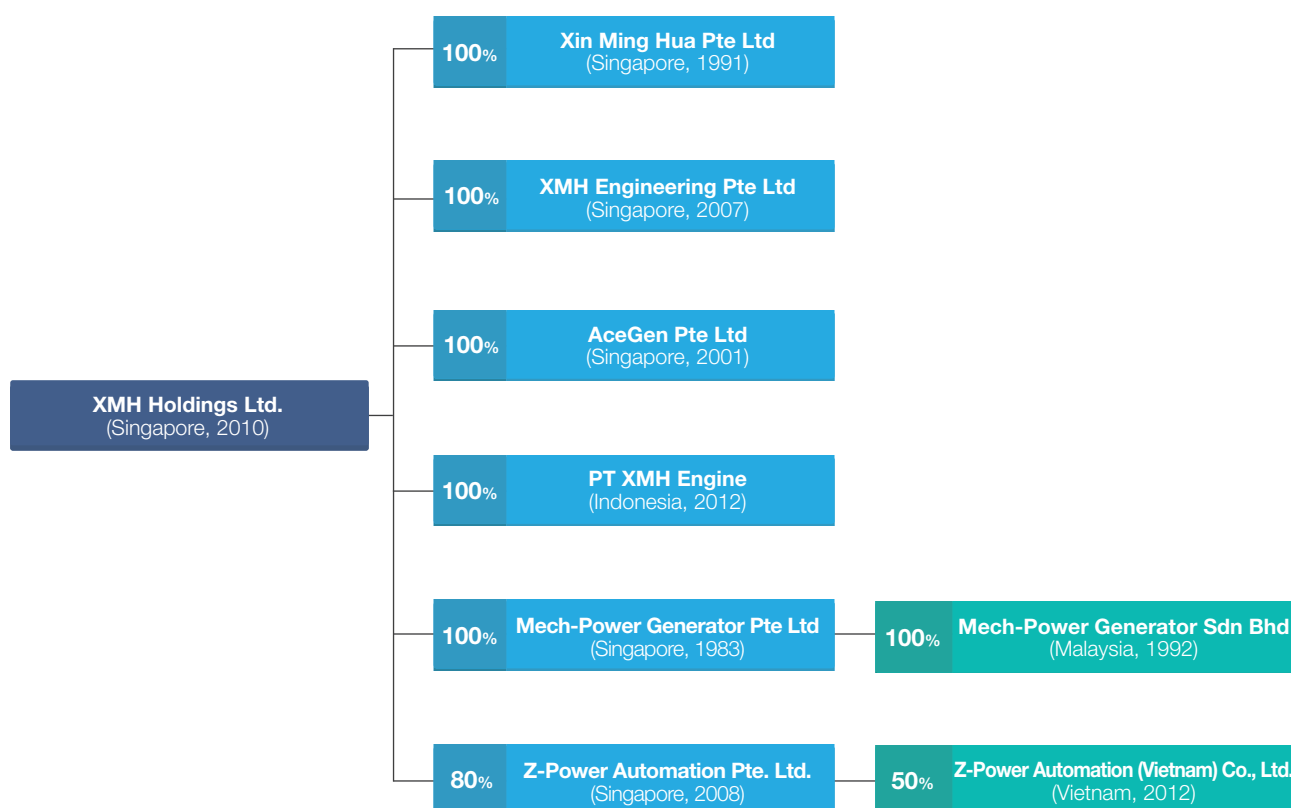 100%
Xin Ming Hua Pte Ltd
(Singapore, 1991)
100%
XMH Engineering Pte Ltd
(Singapore, 2007)
100%
AceGen Pte Ltd
(Singapore, 2001)
XMH Holdings Ltd.
(Singapore, 2010)
100%
PT XMH Engine
(Indonesia, 2012)
100%
Mech-Power Generator Pte Ltd
(Singapore, 1983)
100%
Mech-Power Generator Sdn Bhd
(Malaysia, 1992)
80%
Z-Power Automation Pte. Ltd.
(Singapore, 2008)
50%
Z-Power Automation (Vietnam) Co., Ltd.
(Vietnam, 2012)